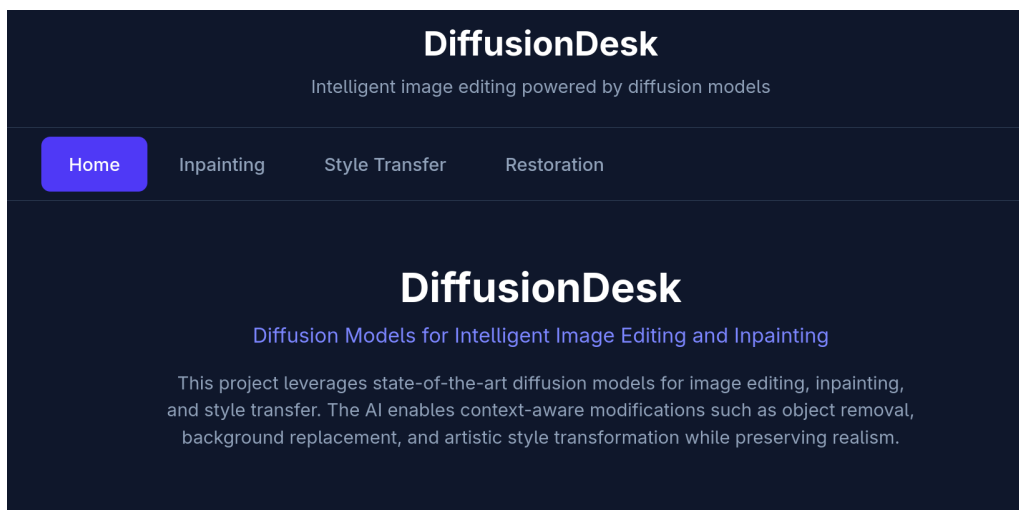 DiffusionDesk
Intelligent image editing powered by diffusion models
Home Inpainting Style Transfer Restoration
DiffusionDesk
Diffusion Models for Intelligent Image Editing and Inpainting
This project leverages state-of-the-art diffusion models for image editing, inpainting,
and style transfer. The AI enables context-aware modifications such as object removal,
background replacement, and artistic style transformation while preserving realism.